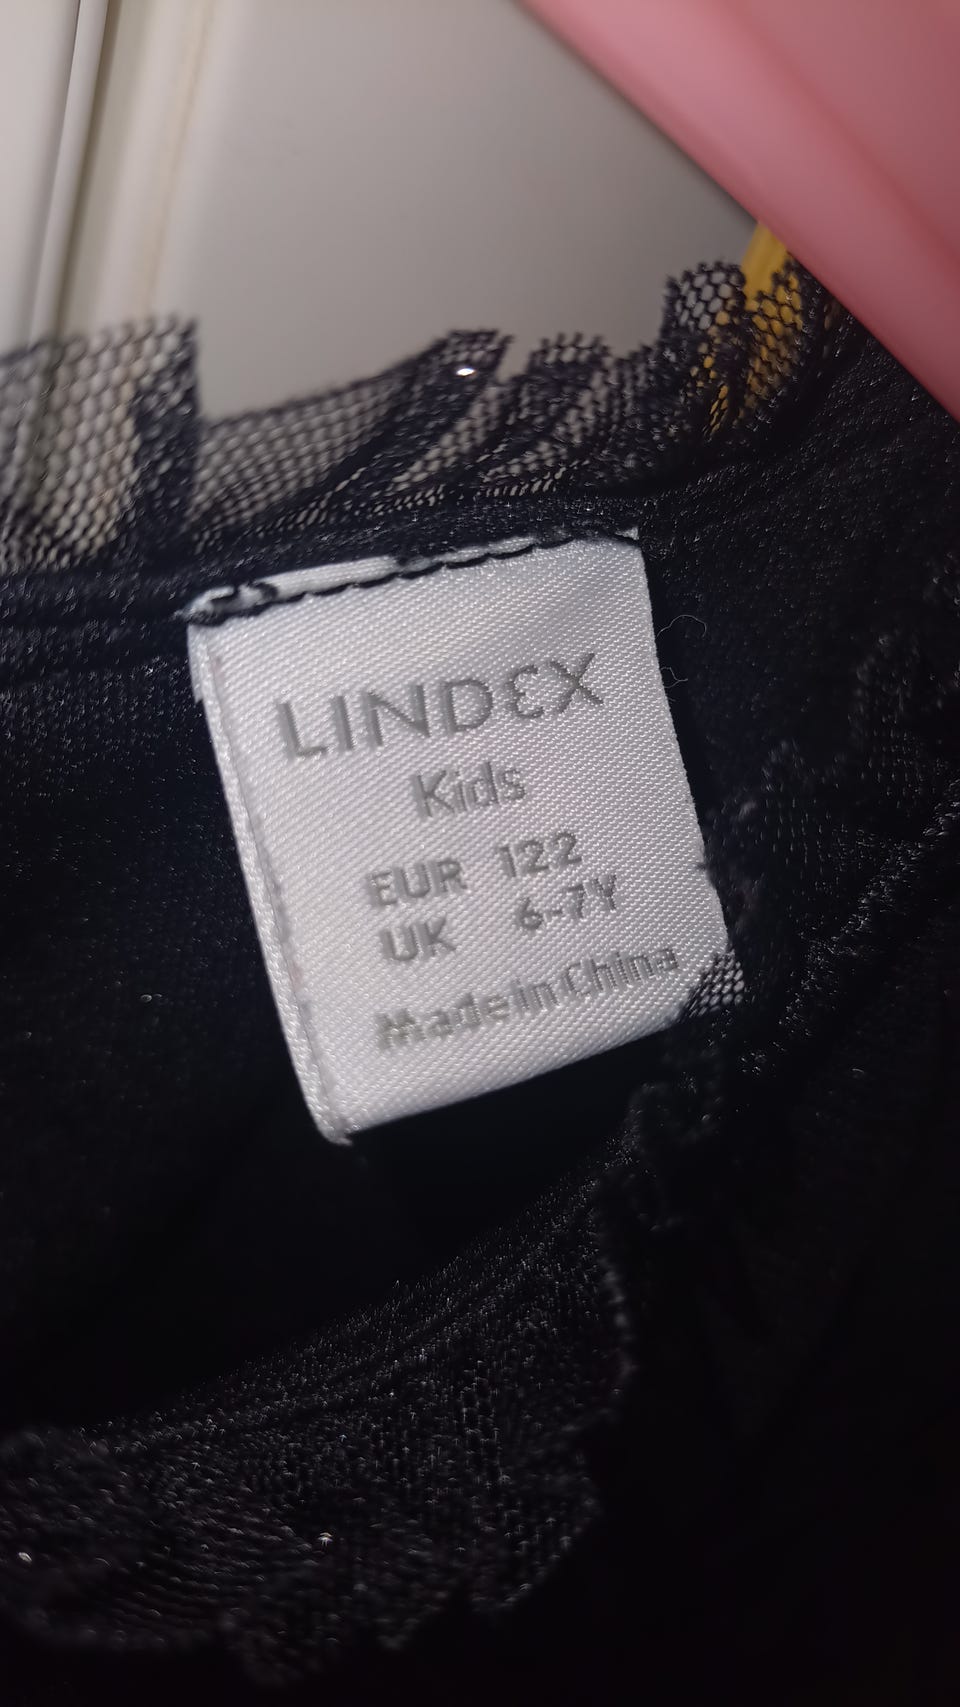 LINDEX
Kids
EUR 122
UK 6-7Y
Made in China